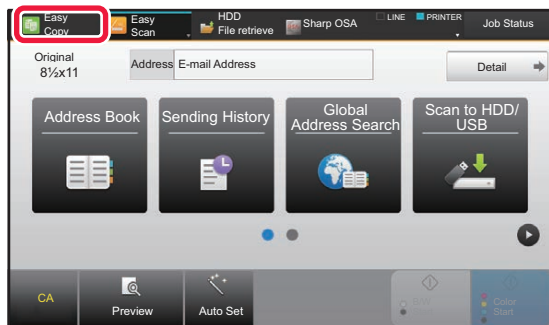 Easy
Copy
Easy
Scan
HDD
File retrieve
Sharp OSA
LINE
PRINTER
Job Status
Original
8½x11
Address
E-mail Address
Detail
Address Book
Sending History
Global
Address Search
Scan to HDD/
USB
CA
Preview
Auto Set
B/W
Start
Color
Start